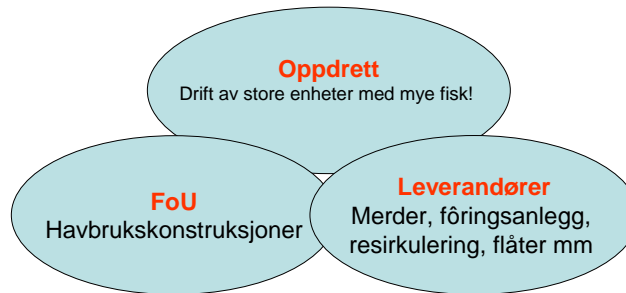 Oppdrett
Drift av store enheter med mye fisk!
FoU
Havbrukskonstruksjoner
Leverandører
Merder, fôringsanlegg,
resirkulering, flåter mm